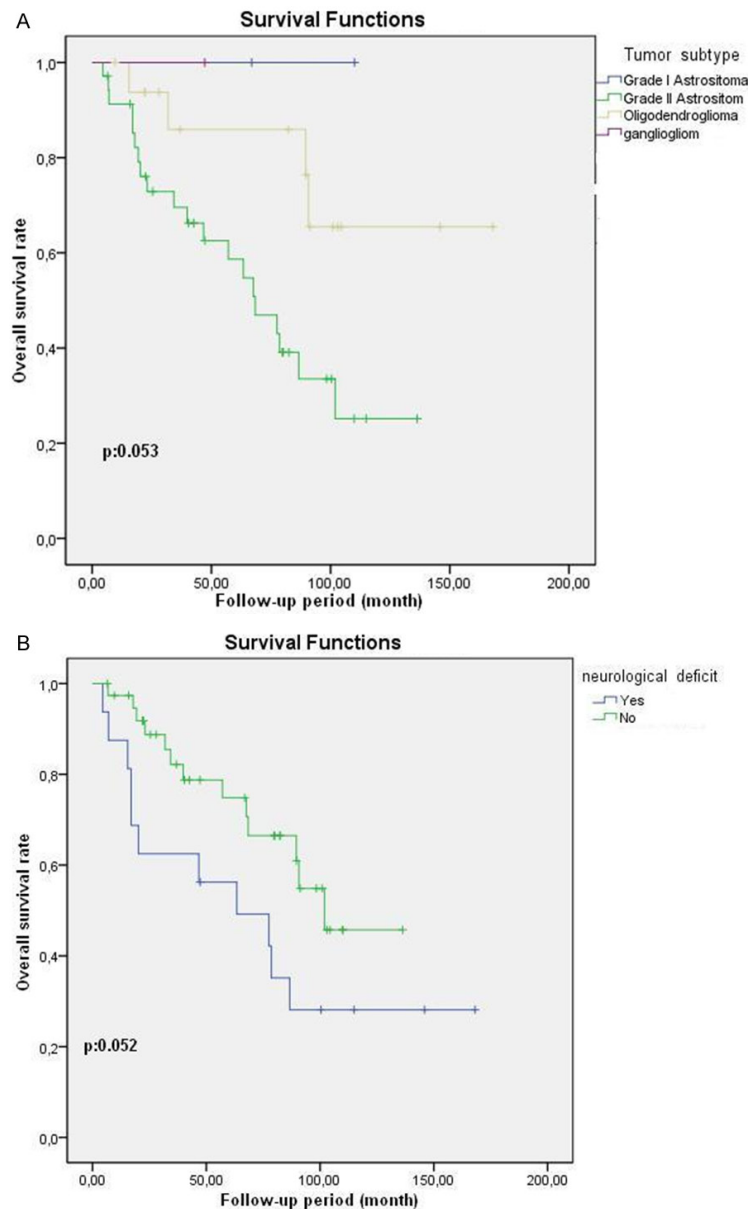 A
Survival Functions
Tumor subtype
Grade I Astrositoma
Grade II Astrositom
Oligodendroglioma
gangliogliom
Overall survival rate
1,0
0,8
0,6
0,4
0,2
0,0
p:0.053
0,00 50,00 100,00 150,00 200,00
Follow-up period (month)
B
Survival Functions
neurological deficit
Yes
No
Overall survival rate
1,0
0,8
0,6
0,4
0,2
0,0
p:0.052
0,00 50,00 100,00 150,00 200,00
Follow-up period (month)